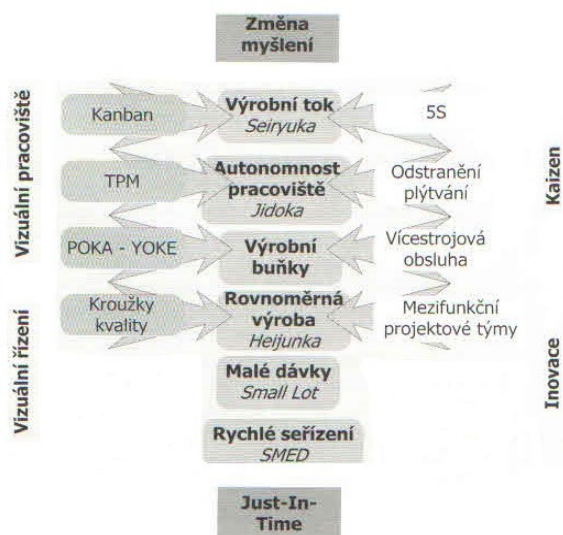 Změna
myšlení
Vizuální pracoviště
Vizuální řízení
Kanban
TPM
POKA - YOKE
Kroužky
kvality
Výrobní tok
Seiryuka
Autonomnost
pracoviště
Jidoka
Výrobní
buňky
Rovnoměrná
výroba
Heijunka
Malé dávky
Small Lot
Rychlé seřízení
SMED
5S
Odstranění
plýtvání
Vícestrojová
obsluha
Mezifunkční
projektové týmy
Kaizen
Inovace
Just-In-
Time